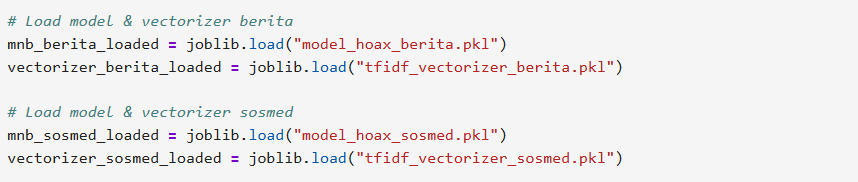 # Load model & vectorizer berita
mnb_berita_loaded = joblib.load("model_hoax_berita.pkl")
vectorizer_berita_loaded = joblib.load("tfidf_vectorizer_berita.pkl")
# Load model & vectorizer sosmed
mnb_sosmed_loaded = joblib.load("model_hoax_sosmed.pkl")
vectorizer_sosmed_loaded = joblib.load("tfidf_vectorizer_sosmed.pkl")